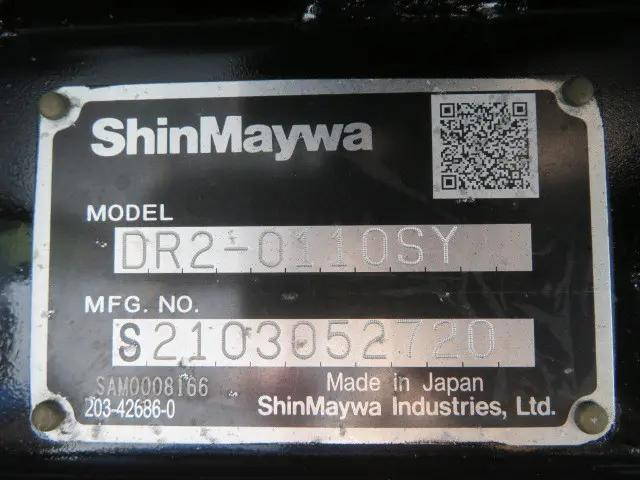 ShinMaywa
MODEL
DR2-0110SY
MFG. NO.
S2103052720
SAM0008166
Made in Japan
203-42686-0
ShinMaywa Industries, Ltd.